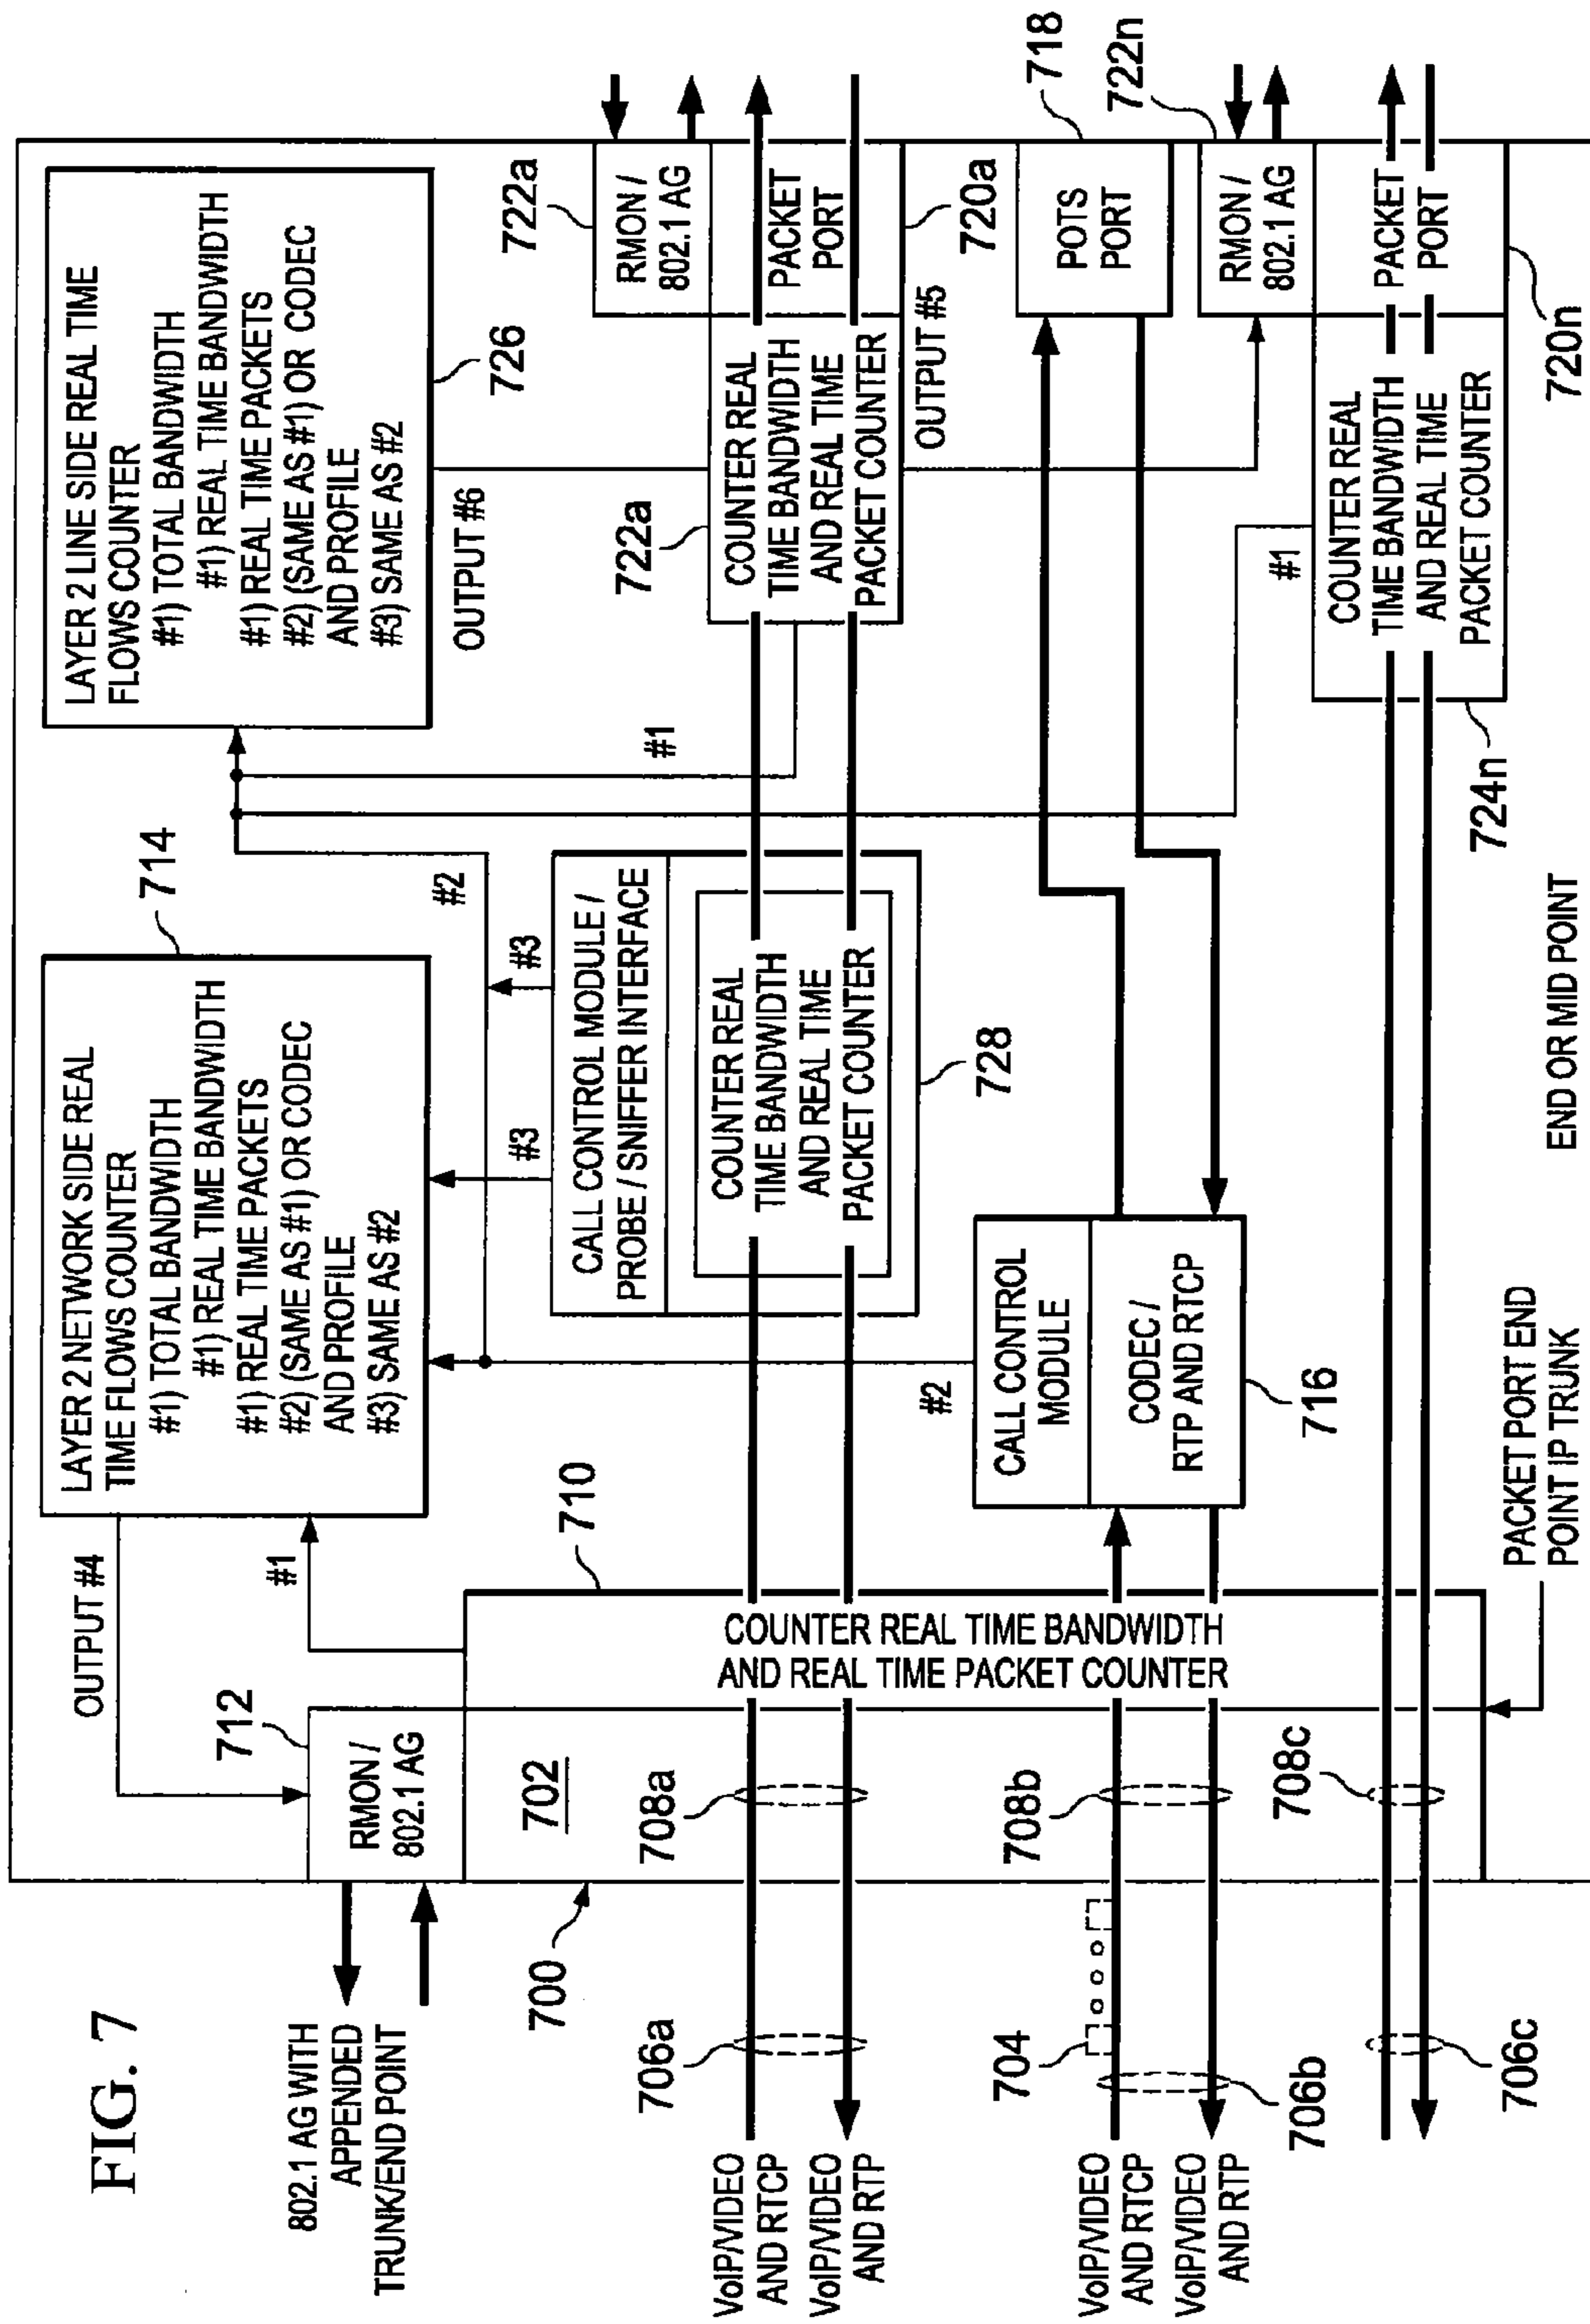 FIG. 7
802.1 AG WITH
APPENDED
TRUNK/END POINT
OUTPUT #4
712
RMON /
802.1 AG
#1
714
LAYER 2 NETWORK SIDE REAL
TIME FLOWS COUNTER
#1) TOTAL BANDWIDTH
#1) REAL TIME BANDWIDTH
#1) REAL TIME PACKETS
#2) (SAME AS #1) OR CODEC
AND PROFILE
#3) SAME AS #2
LAYER 2 LINE SIDE REAL TIME
FLOWS COUNTER
#1) TOTAL BANDWIDTH
#1) REAL TIME BANDWIDTH
#1) REAL TIME PACKETS
#2) (SAME AS #1) OR CODEC
AND PROFILE
#3) SAME AS #2
726
OUTPUT #6
#2
#3
#3
#1
700
702
710
CALL CONTROL MODULE /
PROBE / SNIFFER INTERFACE
COUNTER REAL
TIME BANDWIDTH
AND REAL TIME
PACKET COUNTER
728
722a
COUNTER REAL
TIME BANDWIDTH
AND REAL TIME
PACKET COUNTER
722a
RMON /
802.1 AG
PACKET
PORT
720a
OUTPUT #5
VoIP/VIDEO
AND RTCP
VoIP/VIDEO
AND RTP
706a
708a
COUNTER REAL TIME BANDWIDTH
AND REAL TIME PACKET COUNTER
#2
CALL CONTROL
MODULE
CODEC /
RTP AND RTCP
716
POTS
PORT
718
VoIP/VIDEO
AND RTCP
VoIP/VIDEO
AND RTP
704
706b
708b
722n
RMON /
802.1 AG
#1
COUNTER REAL
TIME BANDWIDTH
AND REAL TIME
PACKET COUNTER
PACKET
PORT
720n
724n
706c
708c
PACKET PORT END
POINT IP TRUNK
END OR MID POINT